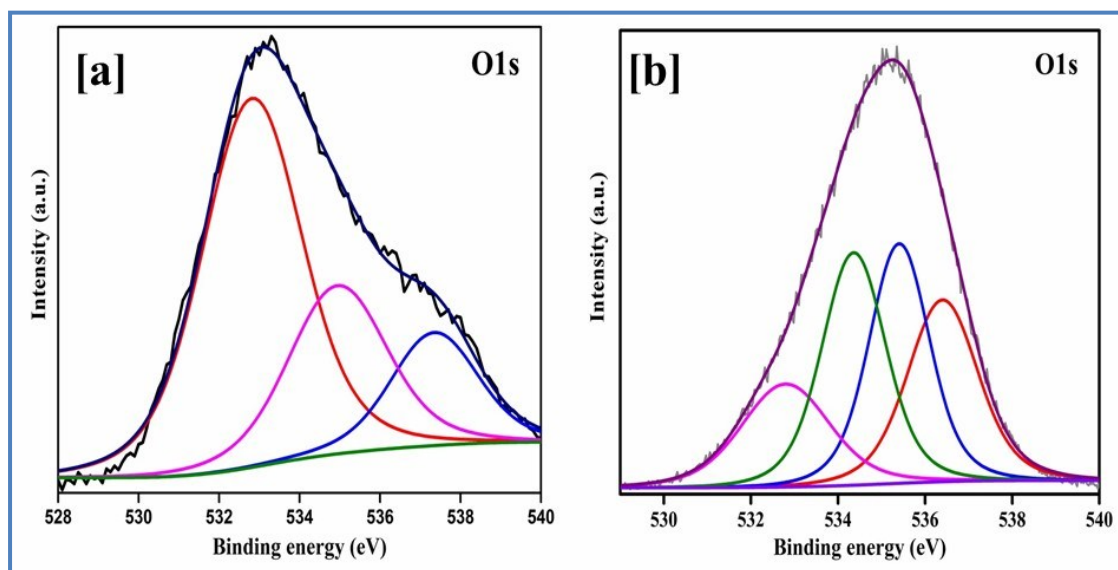 [a]
O1s
Intensity (a.u.)
528 530 532 534 536 538 540
Binding energy (eV)
[b]
O1s
Intensity (a.u.)
530 532 534 536 538 540
Binding energy (eV)